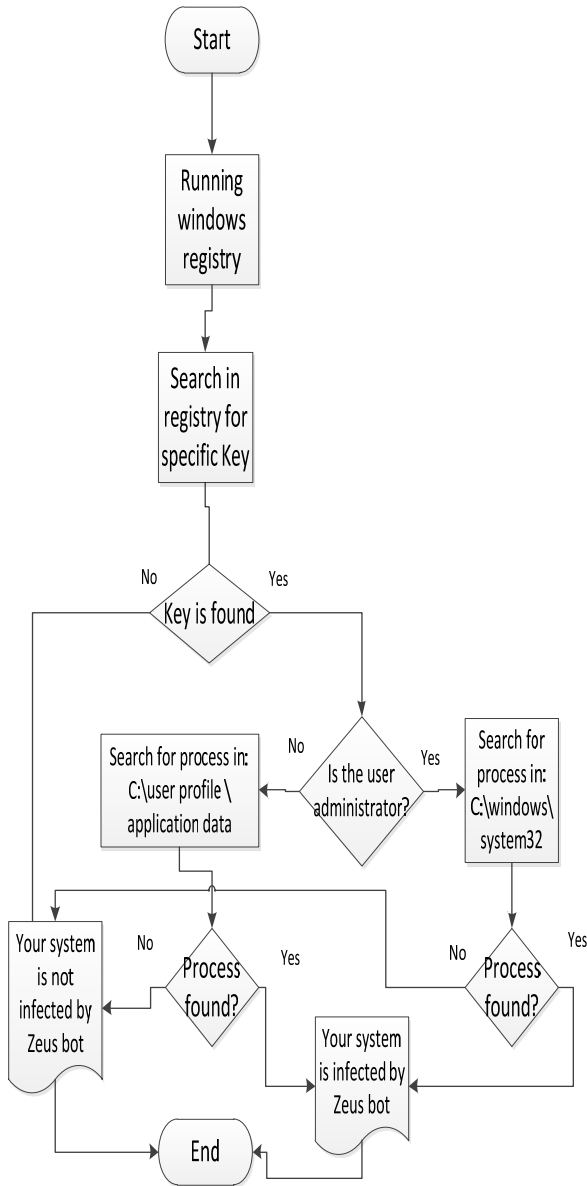 Start
Running
windows
registry
Search in
registry for
specific Key
No
Yes
Key is found
Search for process in:
C:\user profile \
application data
No
Is the user
administrator?
Yes
Search for
process in:
C:\windows\
system32
Your system
is not
infected by
Zeus bot
No
Process
found?
Yes
No
Process
found?
Yes
Your system
is infected by
Zeus bot
End